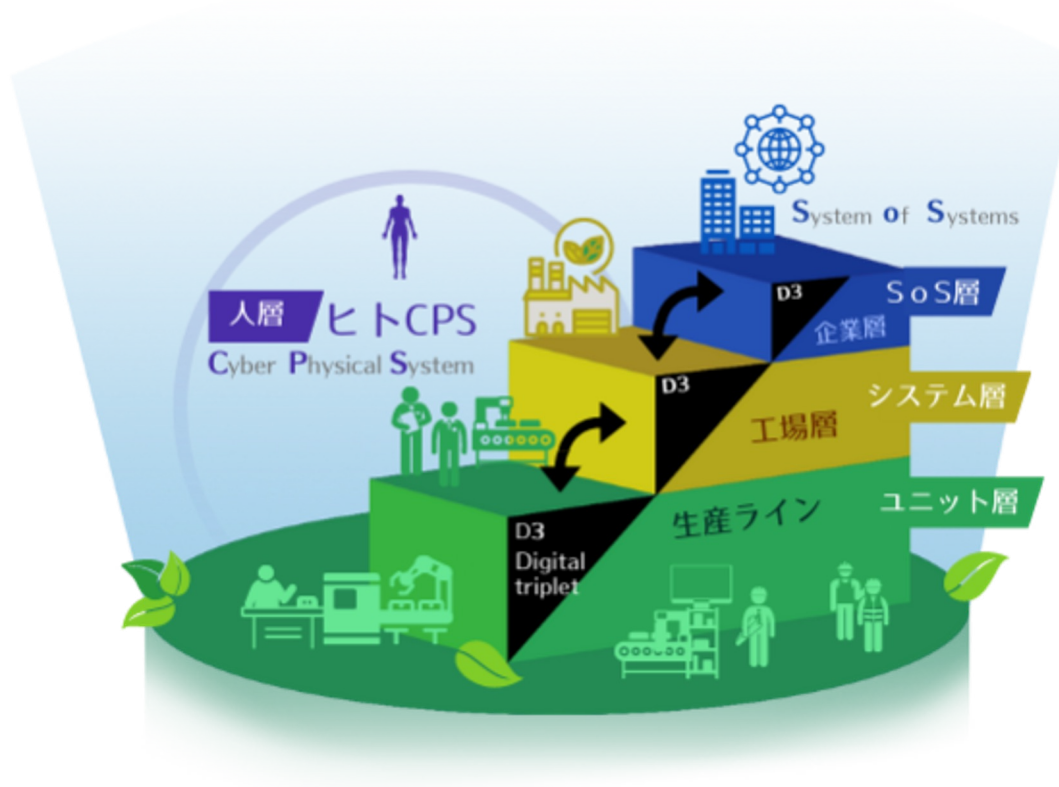 System of Systems
D3
SoS層
企業層
人層
ヒトCPS
Cyber Physical System
D3
システム層
工場層
ユニット層
生産ライン
D3
Digital
triplet